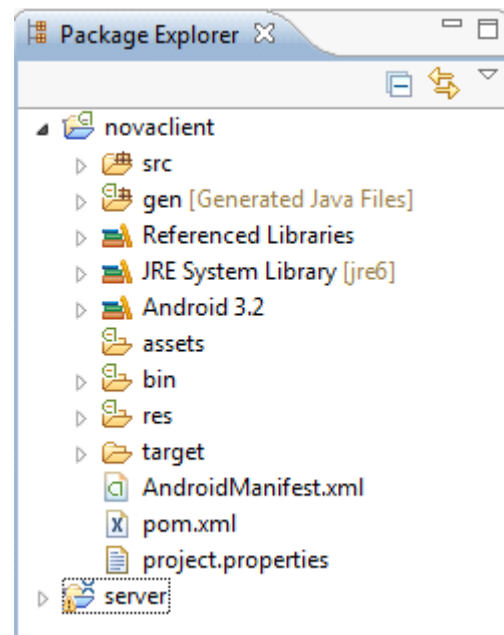 Package Explorer
novaclient
src
gen [Generated Java Files]
Referenced Libraries
JRE System Library [jre6]
Android 3.2
assets
bin
res
target
AndroidManifest.xml
pom.xml
project.properties
server